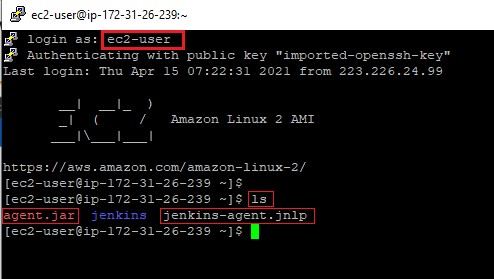 ec2-user@ip-172-31-26-239:~
login as: ec2-user
Authenticating with public key "imported-openssh-key"
Last login: Thu Apr 15 07:22:31 2021 from 223.226.24.99
__|  __|_  )
_|  (     /   Amazon Linux 2 AMI
___|\___|___|
https://aws.amazon.com/amazon-linux-2/
[ec2-user@ip-172-31-26-239 ~]$
[ec2-user@ip-172-31-26-239 ~]$ ls
agent.jar  jenkins  jenkins-agent.jnlp
[ec2-user@ip-172-31-26-239 ~]$